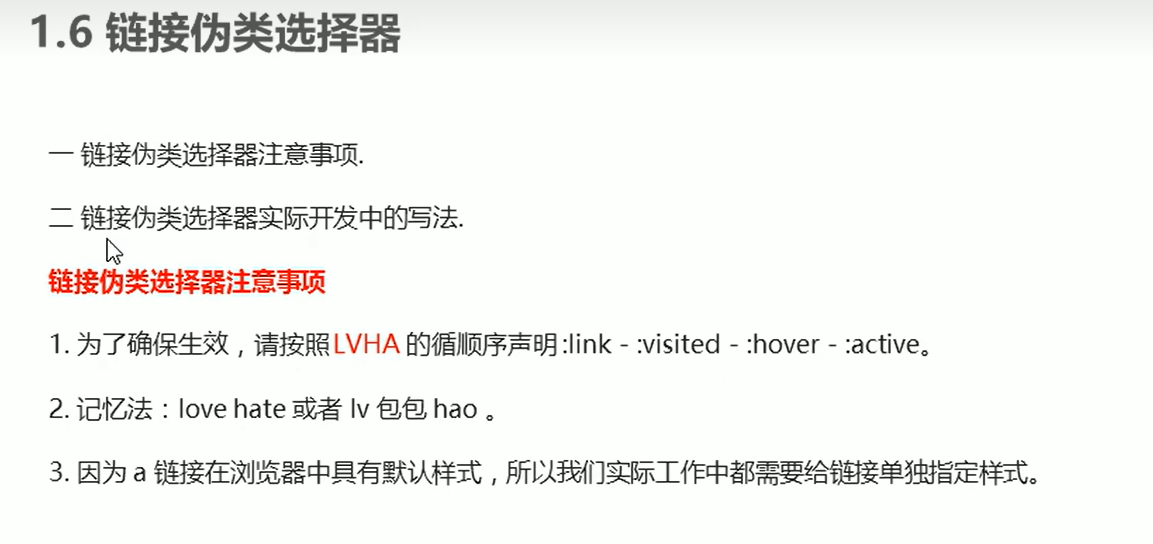 1.6 链接伪类选择器
一 链接伪类选择器注意事项.
二 链接伪类选择器实际开发中的写法.
链接伪类选择器注意事项
1. 为了确保生效，请按照 LVHA 的循顺序声明 :link - :visited - :hover - :active。
2. 记忆法：love hate 或者 lv 包包 hao 。
3. 因为 a 链接在浏览器中具有默认样式，所以我们实际工作中都需要给链接单独指定样式。